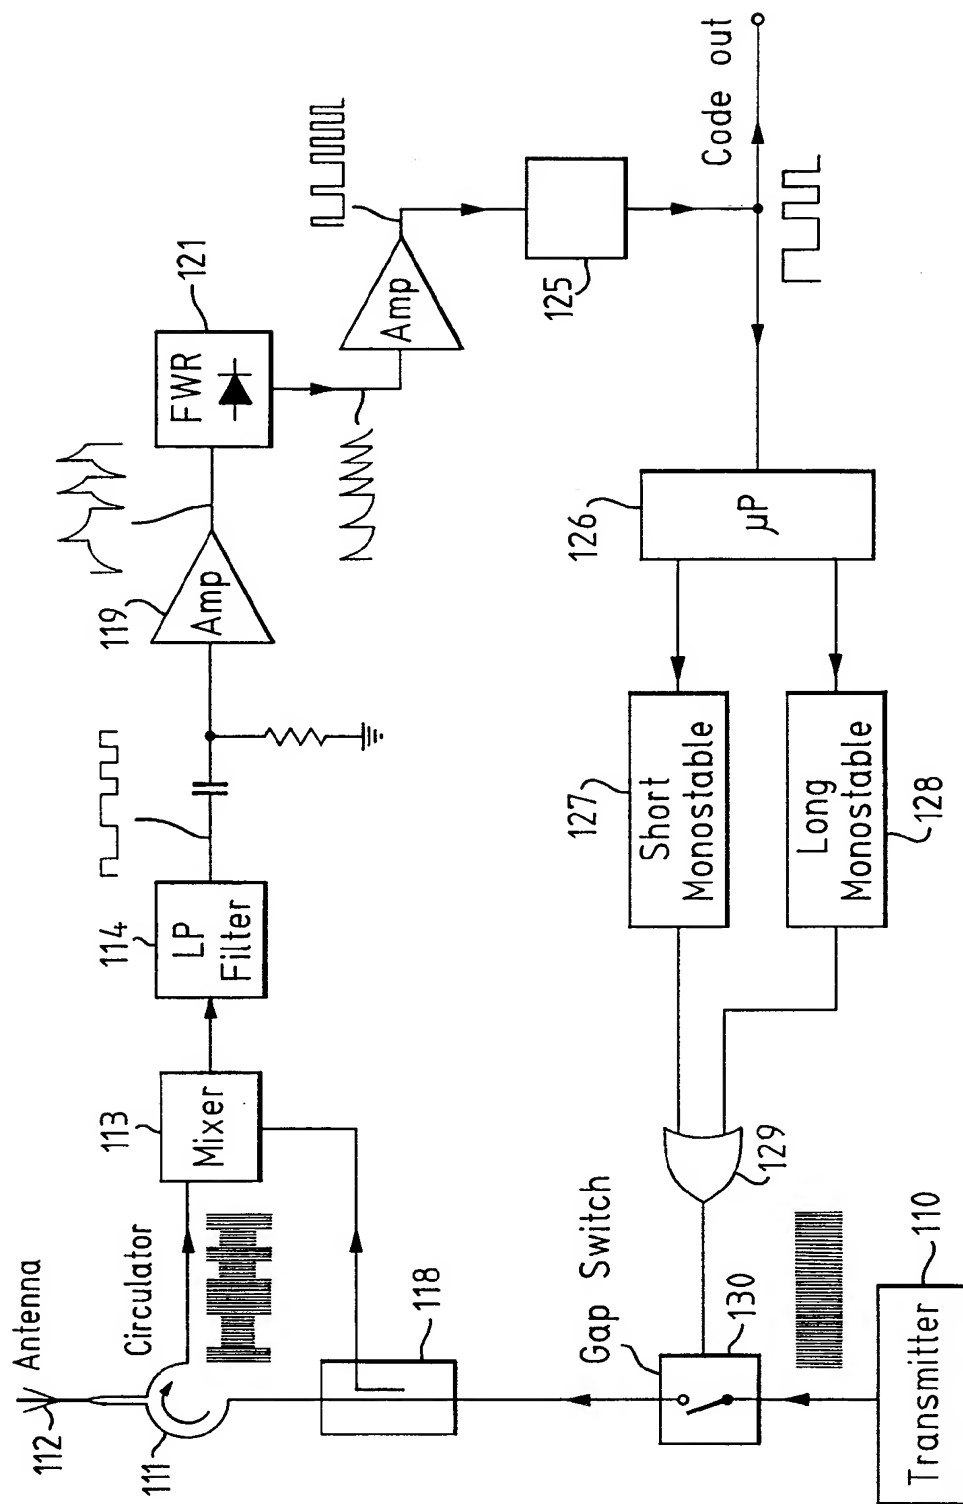 Antenna
112
Circulator
111
113
Mixer
114
LP
Filter
119
Amp
121
FWR
Amp
125
Code out
118
Gap Switch
130
129
127
Short
Monostable
126
µP
Long
Monostable
128
Transmitter
110